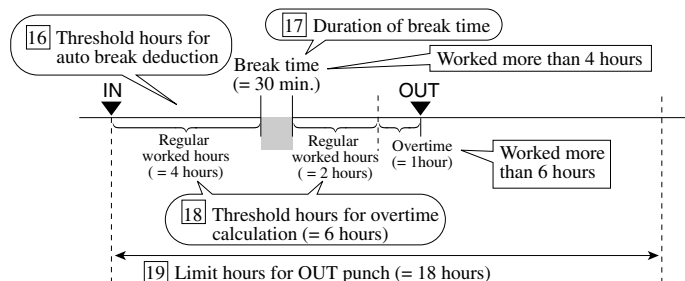 16 Threshold hours for
auto break deduction
17 Duration of break time
Break time
(= 30 min.)
Worked more than 4 hours
IN
OUT
Regular
worked hours
(= 4 hours)
Regular
worked hours
(= 2 hours)
Overtime
(= 1hour)
Worked more
than 6 hours
18 Threshold hours for overtime
calculation (= 6 hours)
19 Limit hours for OUT punch (= 18 hours)